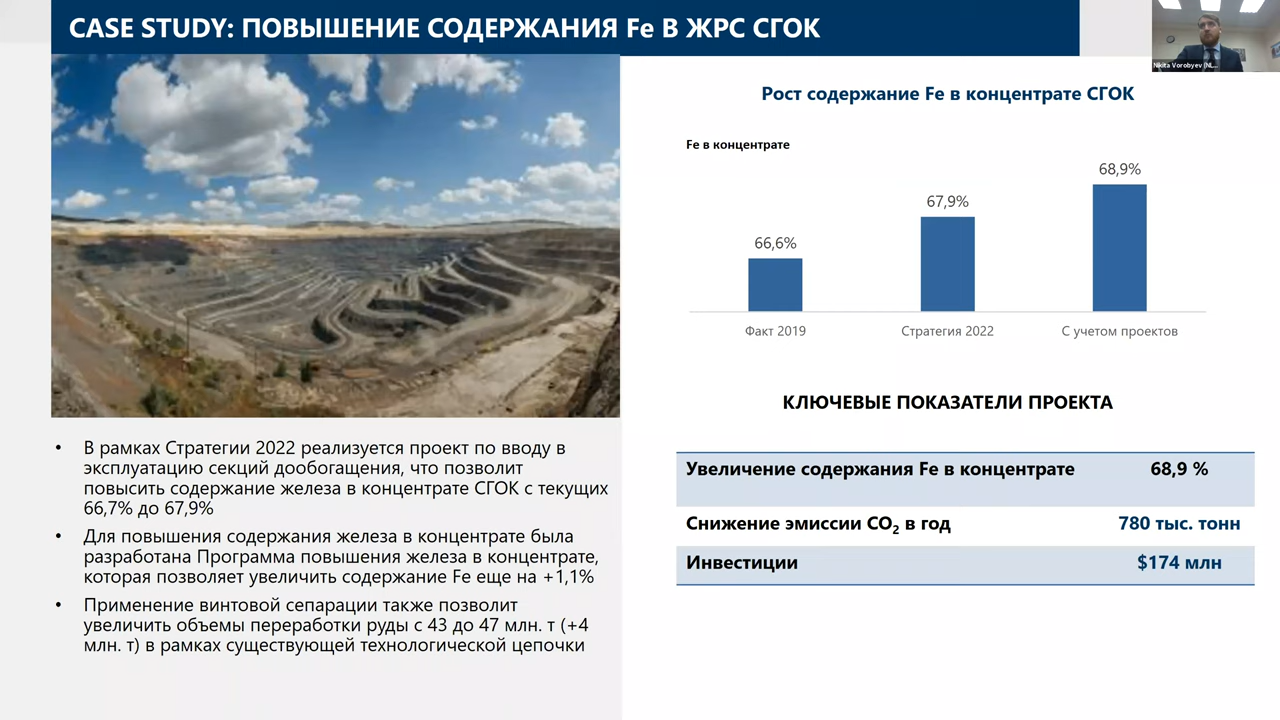 CASE STUDY: ПОВЫШЕНИЕ СОДЕРЖАНИЯ Fe В ЖРС СГОК
Nikita Vorobyev (NL...
Рост содержание Fe в концентрате СГОК
Fe в концентрате
66,6%
67,9%
68,9%
Факт 2019
Стратегия 2022
С учетом проектов
• В рамках Стратегии 2022 реализуется проект по вводу в
эксплуатацию секций дообогащения, что позволит
повысить содержание железа в концентрате СГОК с текущих
66,7% до 67,9%
• Для повышения содержания железа в концентрате была
разработана Программа повышения железа в концентрате,
которая позволяет увеличить содержание Fe еще на +1,1%
• Применение винтовой сепарации также позволит
увеличить объемы переработки руды с 43 до 47 млн. т (+4
млн. т) в рамках существующей технологической цепочки
КЛЮЧЕВЫЕ ПОКАЗАТЕЛИ ПРОЕКТА
Увеличение содержания Fe в концентрате 68,9 %
Снижение эмиссии CO₂ в год 780 тыс. тонн
Инвестиции $174 млн